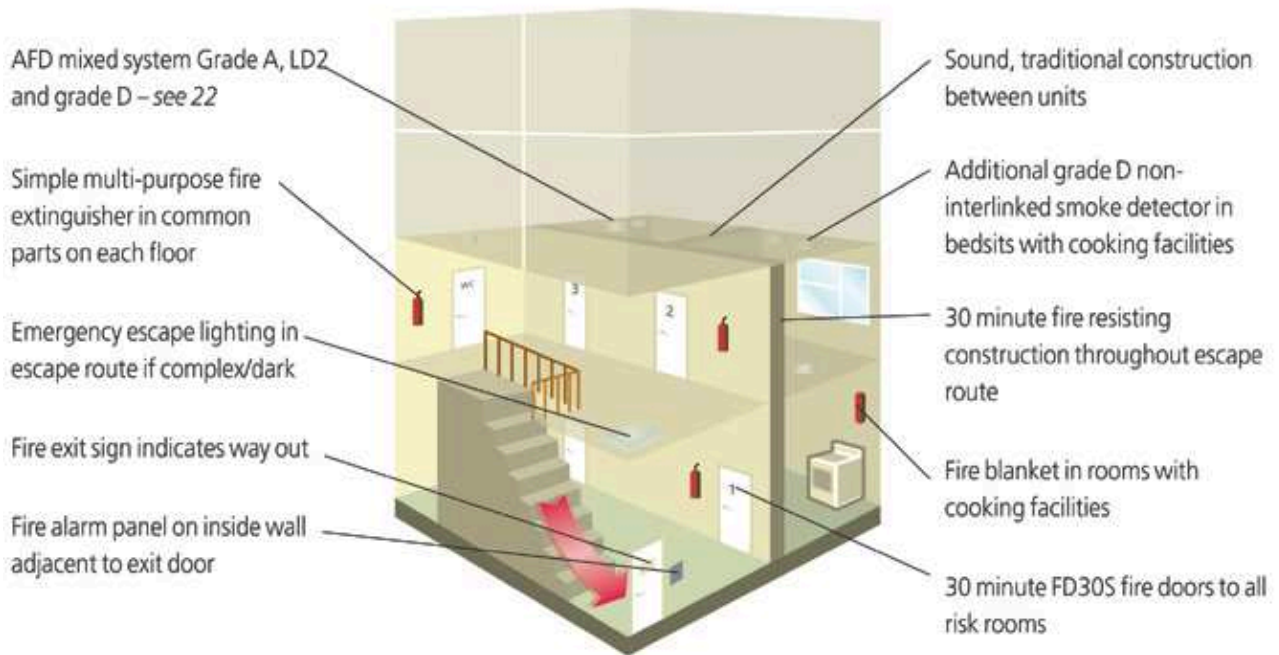 AFD mixed system Grade A, LD2
and grade D – see 22
Simple multi-purpose fire
extinguisher in common
parts on each floor
Emergency escape lighting in
escape route if complex/dark
Fire exit sign indicates way out
Fire alarm panel on inside wall
adjacent to exit door
WC
3
2
1
Sound, traditional construction
between units
Additional grade D non-
interlinked smoke detector in
bedsits with cooking facilities
30 minute fire resisting
construction throughout escape
route
Fire blanket in rooms with
cooking facilities
30 minute FD30S fire doors to all
risk rooms